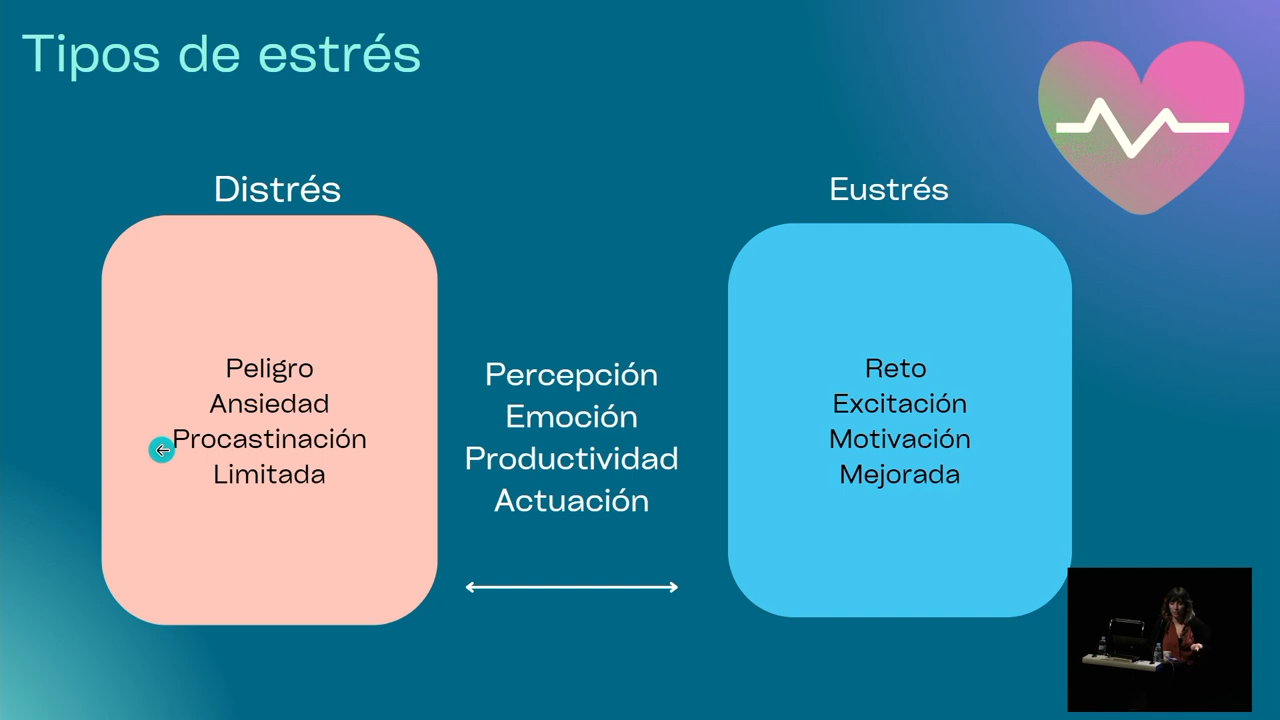 Tipos de estrés
Distrés
Peligro
Ansiedad
Procastinación
Limitada
Percepción
Emoción
Productividad
Actuación
Eustrés
Reto
Excitación
Motivación
Mejorada